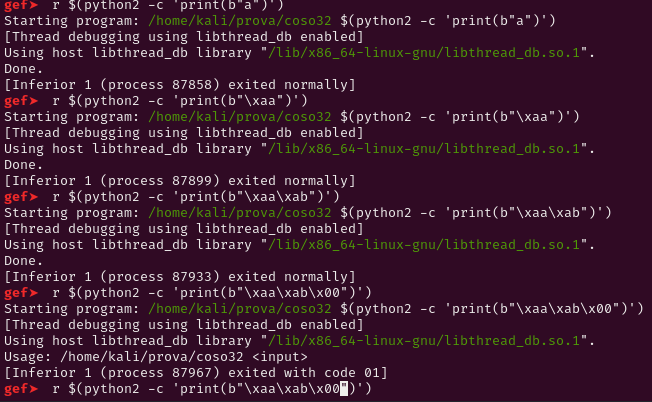 gef➤  r $(python2 -c 'print(b"a")')
Starting program: /home/kali/prova/coso32 $(python2 -c 'print(b"a")')
[Thread debugging using libthread_db enabled]
Using host libthread_db library "/lib/x86_64-linux-gnu/libthread_db.so.1".
Done.
[Inferior 1 (process 87858) exited normally]
gef➤  r $(python2 -c 'print(b"\xaa")')
Starting program: /home/kali/prova/coso32 $(python2 -c 'print(b"\xaa")')
[Thread debugging using libthread_db enabled]
Using host libthread_db library "/lib/x86_64-linux-gnu/libthread_db.so.1".
Done.
[Inferior 1 (process 87899) exited normally]
gef➤  r $(python2 -c 'print(b"\xaa\xab")')
Starting program: /home/kali/prova/coso32 $(python2 -c 'print(b"\xaa\xab")')
[Thread debugging using libthread_db enabled]
Using host libthread_db library "/lib/x86_64-linux-gnu/libthread_db.so.1".
Done.
[Inferior 1 (process 87933) exited normally]
gef➤  r $(python2 -c 'print(b"\xaa\xab\x00")')
Starting program: /home/kali/prova/coso32 $(python2 -c 'print(b"\xaa\xab\x00")')
[Thread debugging using libthread_db enabled]
Using host libthread_db library "/lib/x86_64-linux-gnu/libthread_db.so.1".
Usage: /home/kali/prova/coso32 <input>
[Inferior 1 (process 87967) exited with code 01]
gef➤  r $(python2 -c 'print(b"\xaa\xab\x00")')